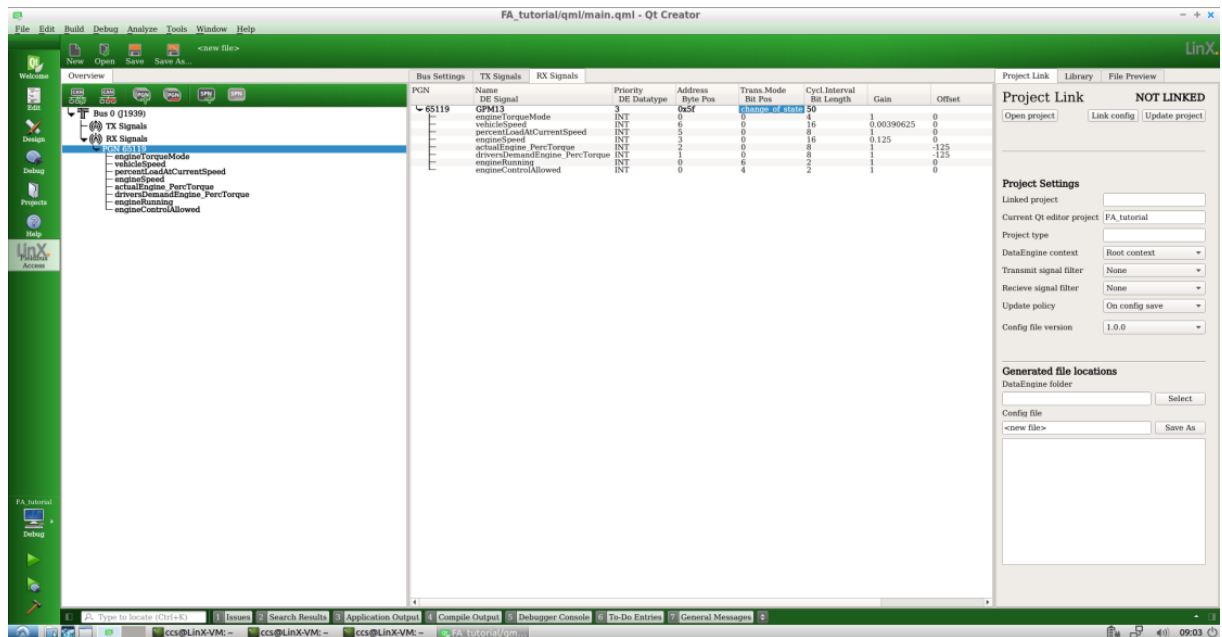 FA_tutorial/qml/main.qml - Qt Creator
File Edit Build Debug Analyze Tools Window Help
New Open Save Save As... <new file>
LinX.
Welcome
Edit
Design
Debug
Projects
Help
LinX.
Fieldbus
Access
FA_tutorial
Debug
Overview
CAN CAN PGN PGN SPN SPN
Bus 0 (J1939)
TX Signals
RX Signals
PGN 65119
engineTorqueMode
vehicleSpeed
percentLoadAtCurrentSpeed
engineSpeed
actualEngine_PercTorque
driversDemandEngine_PercTorque
engineRunning
engineControlAllowed
Bus Settings TX Signals RX Signals
PGN Name Priority Address Trans.Mode Cycl.Interval
DE Signal DE Datatype Byte Pos Bit Pos Bit Length Gain Offset
65119 GPM13 3 0x5f change_of_state 50
engineTorqueMode INT 0 0 4 1 0
vehicleSpeed INT 6 0 16 0.00390625 0
percentLoadAtCurrentSpeed INT 5 0 8 1 0
engineSpeed INT 3 0 16 0.125 0
actualEngine_PercTorque INT 2 0 8 1 -125
driversDemandEngine_PercTorque INT 1 0 8 1 -125
engineRunning INT 0 6 2 1 0
engineControlAllowed INT 0 4 2 1 0
Project Link Library File Preview
Project Link NOT LINKED
Open project Link config Update project
Project Settings
Linked project
Current Qt editor project FA_tutorial
Project type
DataEngine context Root context
Transmit signal filter None
Recieve signal filter None
Update policy On config save
Config file version 1.0.0
Generated file locations
DataEngine folder
Select
Config file
<new file> Save As
Type to locate (Ctrl+K) 1 Issues 2 Search Results 3 Application Output 4 Compile Output 5 Debugger Console 6 To-Do Entries 7 General Messages
ccs@LinX-VM: ~ ccs@LinX-VM: ~ ccs@LinX-VM: ~ FA_tutorial/qm... 09:03